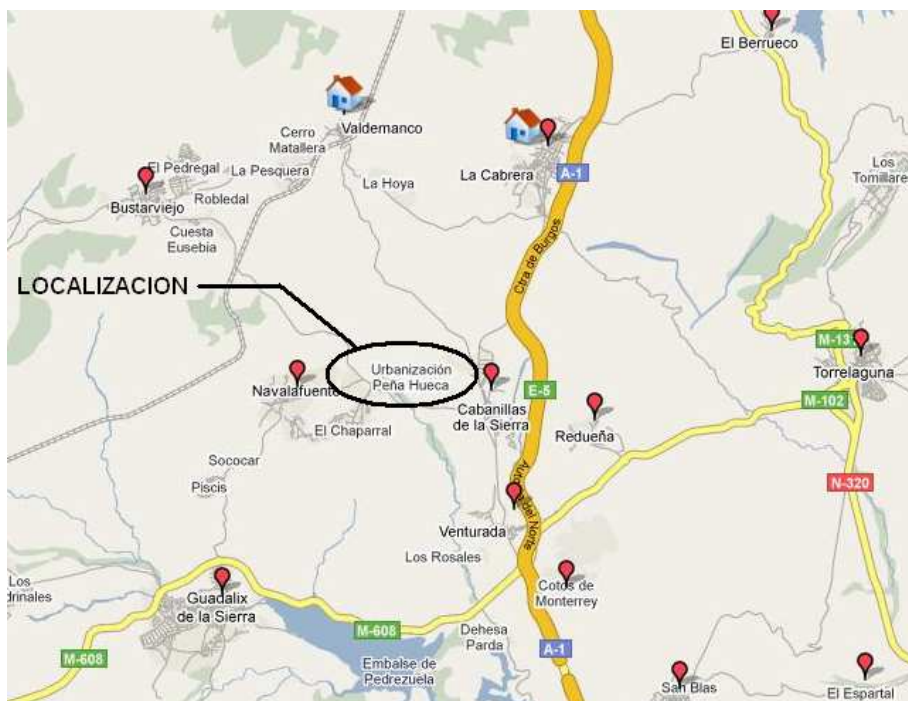 El Berrueco
Valdemanco
Cerro
Matallera
El Pedregal
La Pesquera
La Cabrera
A-1
La Hoya
Robledal
Bustarviejo
Cuesta
Eusebia
Los
Tomillare
Ctra de Burgos
LOCALIZACION
M-13
Torrelaguna
Urbanización
Peña Hueca
Navalafuente
E-5
M-102
Cabanillas
de la Sierra
El Chaparral
Redueña
Sococar
Piscis
N-320
del Norte
Venturada
Los Rosales
Los
drinales
Guadalix
de la Sierra
Cotos de
Monterrey
M-608
Dehesa
Parda
A-1
M-608
Embalse de
Pedrezuela
San Blas
El Espartal